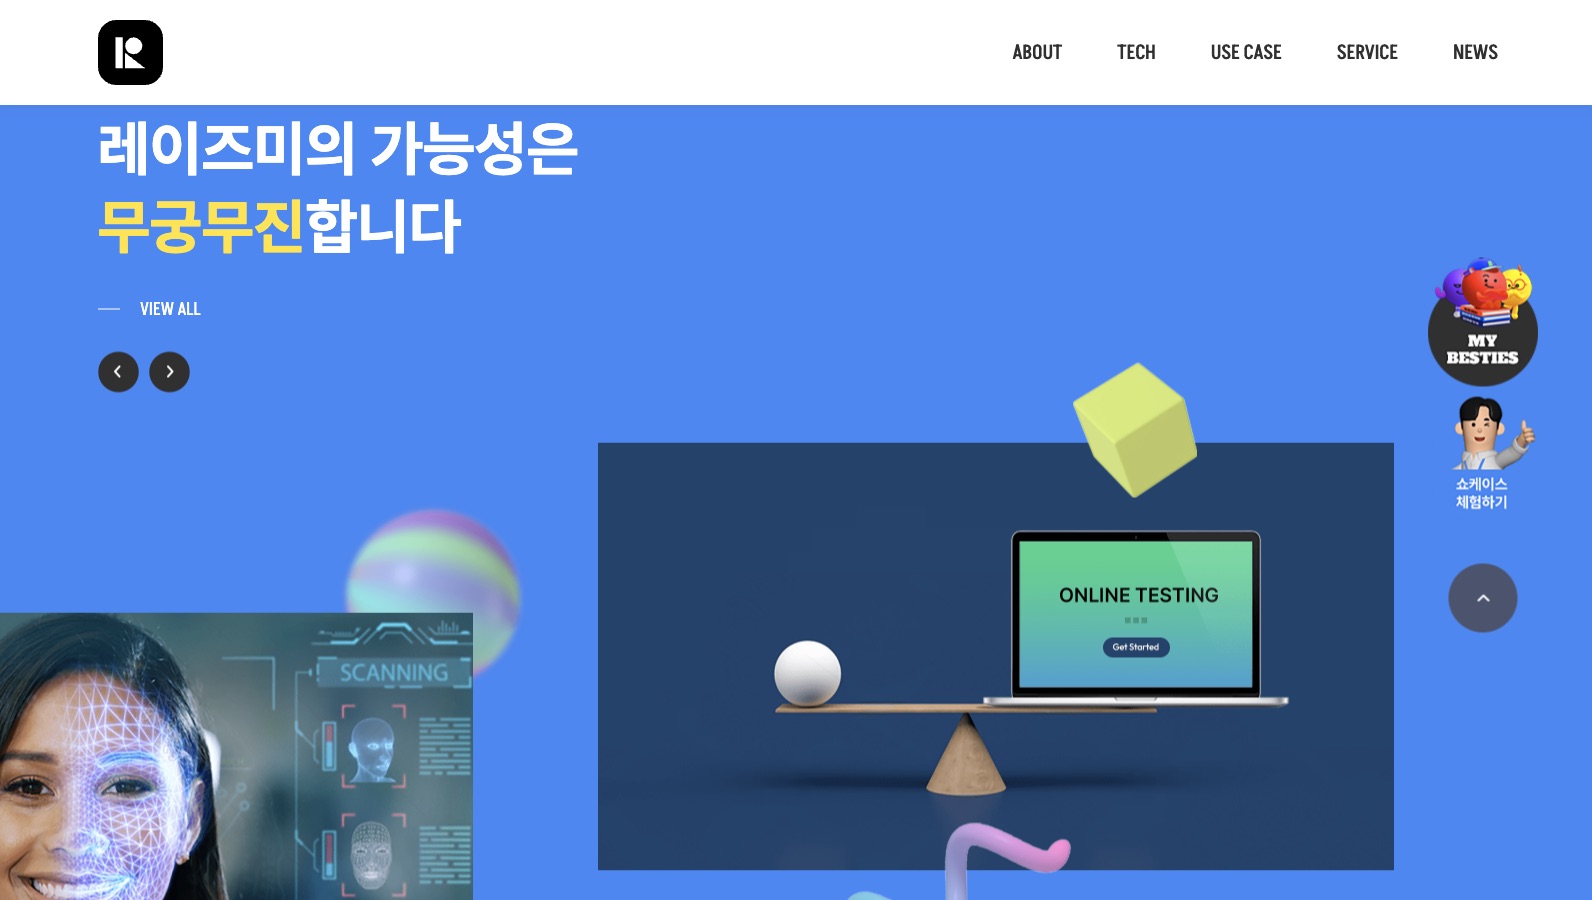 ABOUT TECH USE CASE SERVICE NEWS
레이즈미의 가능성은
무궁무진합니다
VIEW ALL
MY
BESTIES
쇼케이스
체험하기
ONLINE TESTING
Get Started
SCANNING